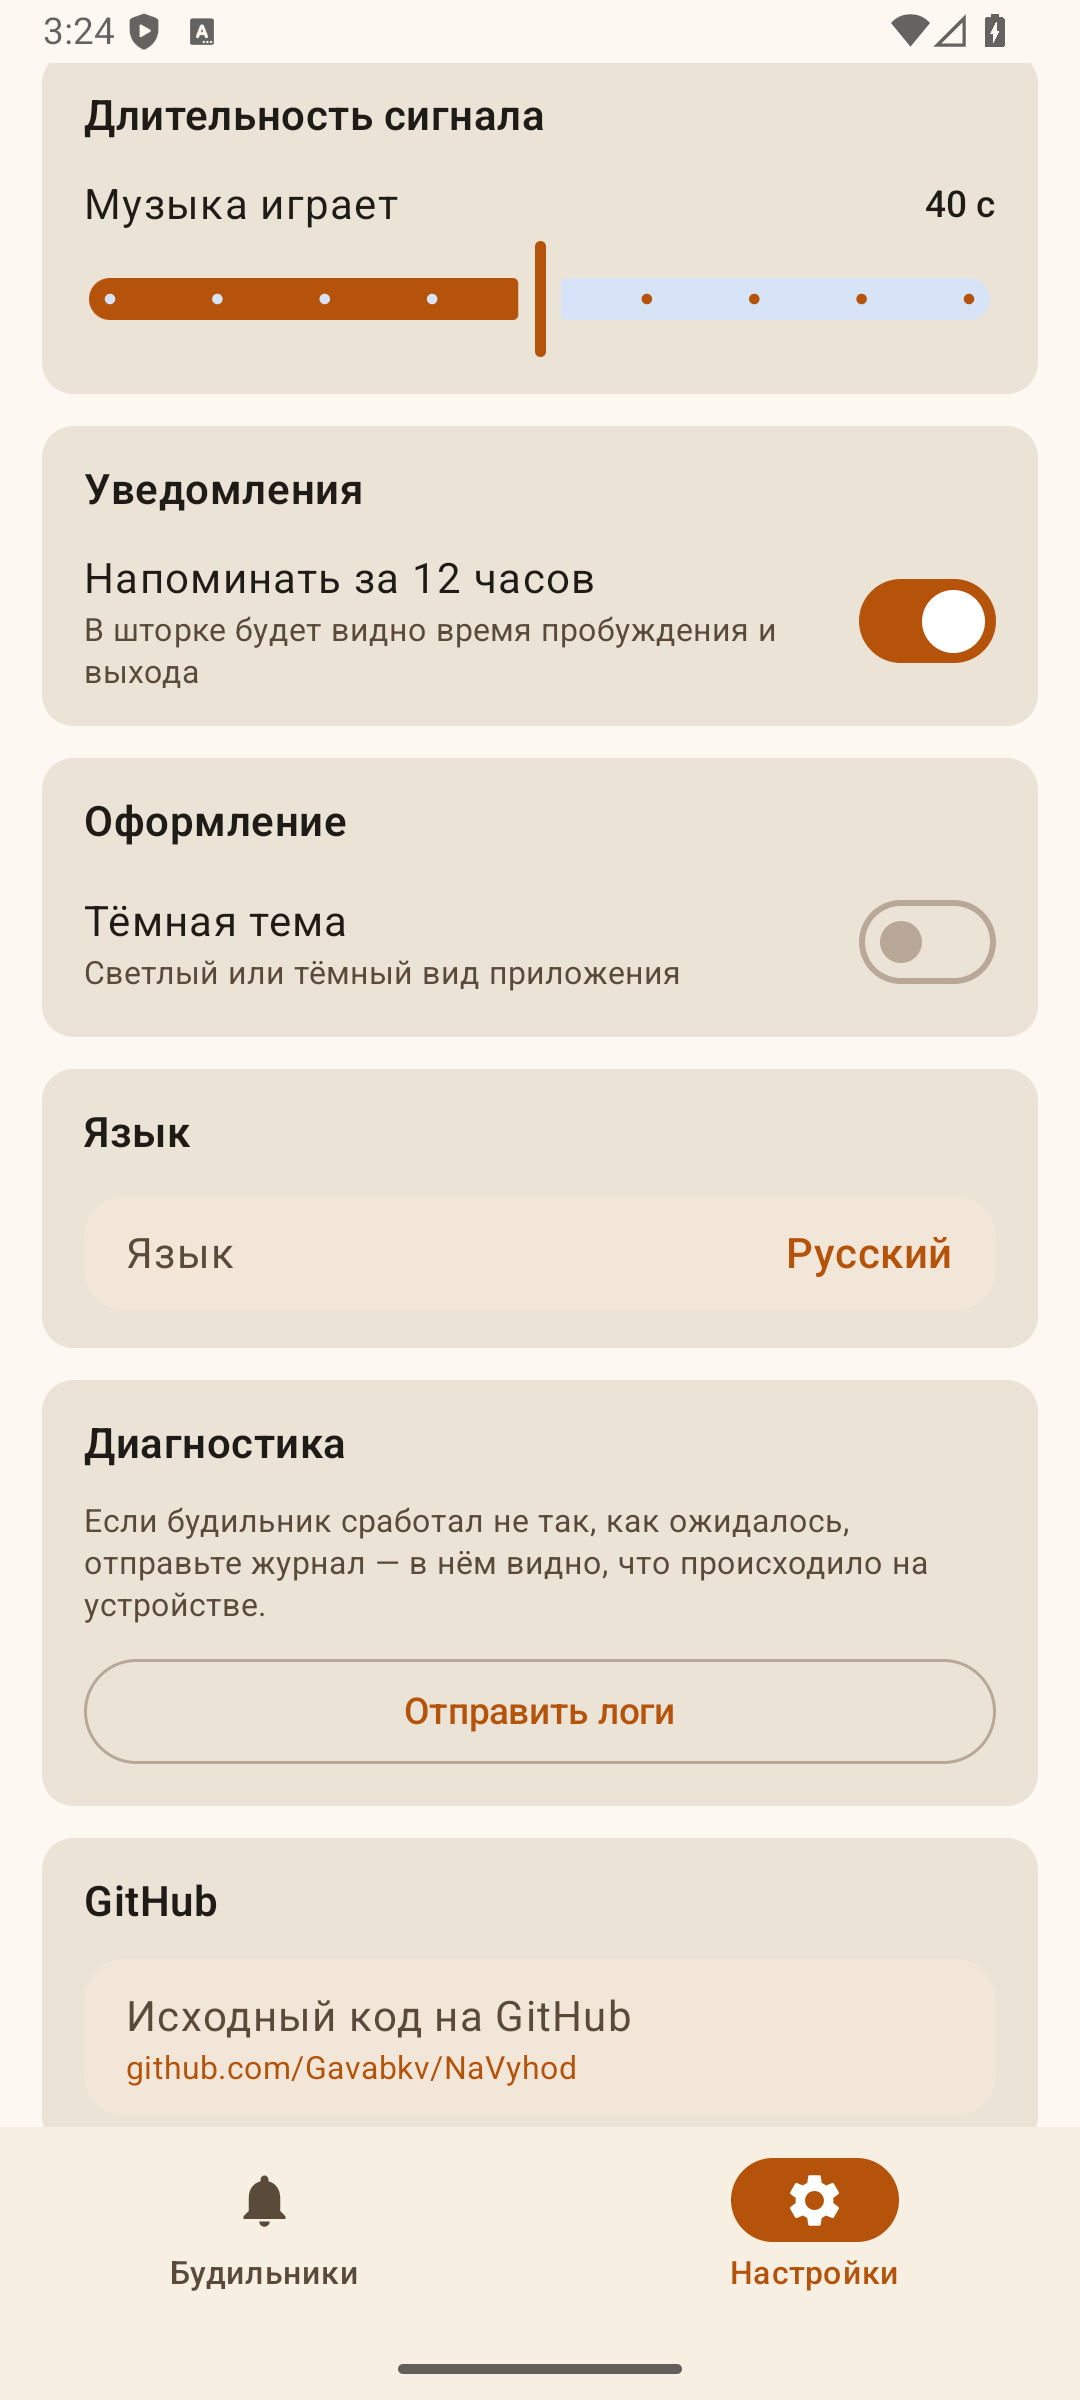 3:24
Длительность сигнала
Музыка играет
40 с
Уведомления
Напоминать за 12 часов
В шторке будет видно время пробуждения и
выхода
Оформление
Тёмная тема
Светлый или тёмный вид приложения
Язык
Язык
Русский
Диагностика
Если будильник сработал не так, как ожидалось,
отправьте журнал — в нём видно, что происходило на
устройстве.
Отправить логи
GitHub
Исходный код на GitHub
github.com/Gavabkv/NaVyhod
Будильники
Настройки